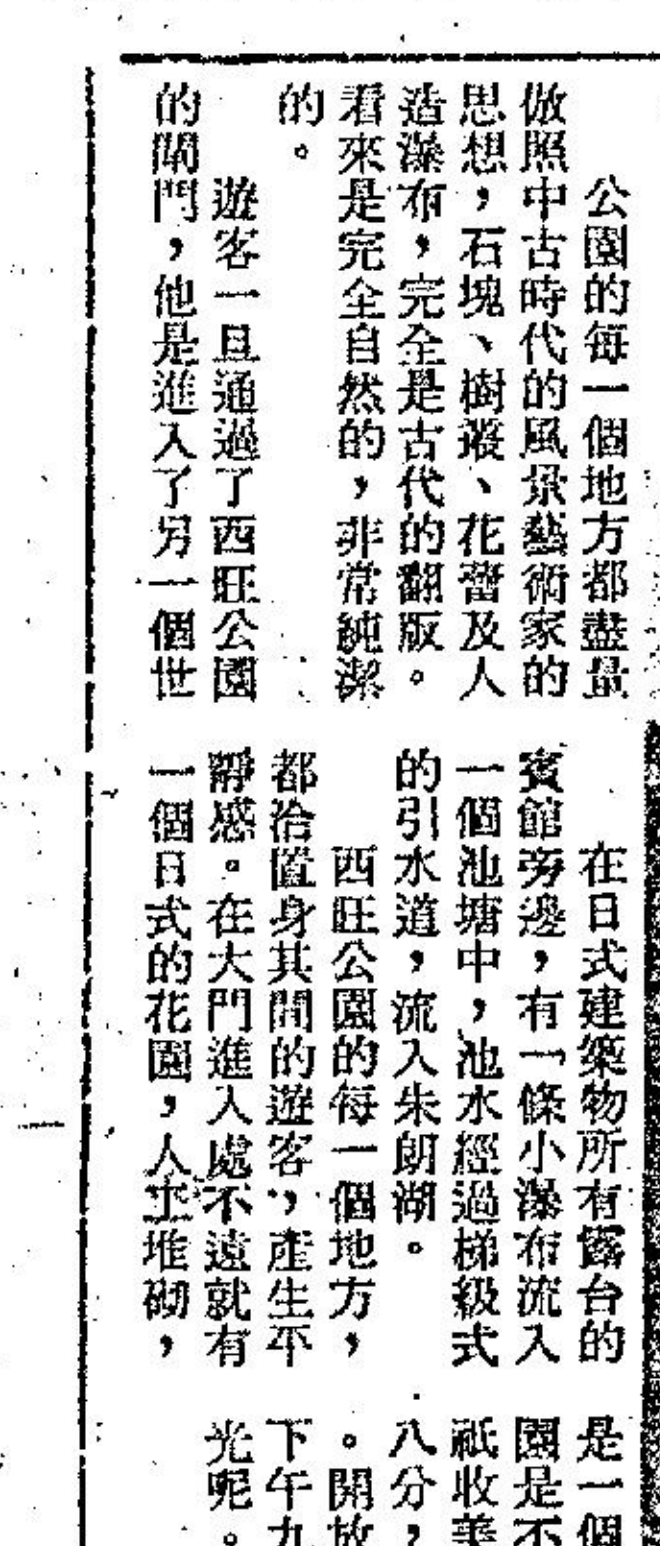 公園的每一個地方都盡量
倣照中古時代的風景藝術家的
思想，石塊、樹叢、花蕾及人
造瀑布，完全是古代的翻版。
看來是完全自然的，非常純潔
的。
遊客一旦通過了西旺公園
的閘門，他是進入了另一個世
在日式建築物所有露台的
賓館旁邊，有一條小瀑布流入
一個池塘中，池水經過梯級式
的引水道，流入朱朗湖。
西旺公園的每一個地方，
都洽置身其間的遊客，產生平
靜感。在大門進入處不遠就有
一個日式的花園，人工堆砌，
是一個
園是不
祇收美
八分，
。開放
下午九
光呢。